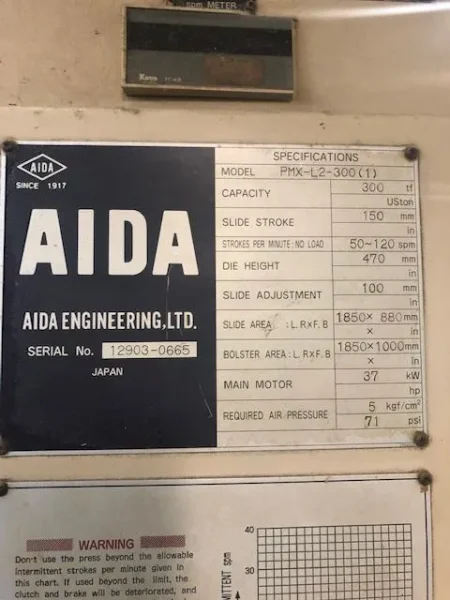 spm METER
AIDA
SINCE 1917
AIDA
AIDA ENGINEERING, LTD.
SERIAL No. 12903-0665
JAPAN
SPECIFICATIONS
MODEL PMX-L2-300(1)
CAPACITY 300 tf
USton
SLIDE STROKE 150 mm
in
STROKES PER MINUTE: NO LOAD 50-120 spm
DIE HEIGHT 470 mm
in
SLIDE ADJUSTMENT 100 mm
in
SLIDE AREA : L.R×F.B 1850× 880mm
× in
BOLSTER AREA: L.R×F.B 1850×1000mm
× in
MAIN MOTOR 37 kW
hp
REQUIRED AIR PRESSURE 5 kgf/cm²
71 psi
WARNING
Don't use the press beyond the allowable
intermittent strokes per minute given in
this chart. If used beyond the limit, the
clutch and brake will be deteriorated, and
40
30
MITTENT spm